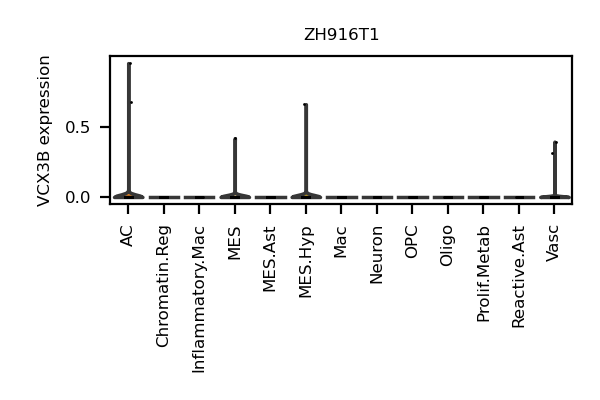 ZH916T1
VCX3B expression
0.5
0.0
AC
Chromatin.Reg
Inflammatory.Mac
MES
MES.Ast
MES.Hyp
Mac
Neuron
OPC
Oligo
Prolif.Metab
Reactive.Ast
Vasc